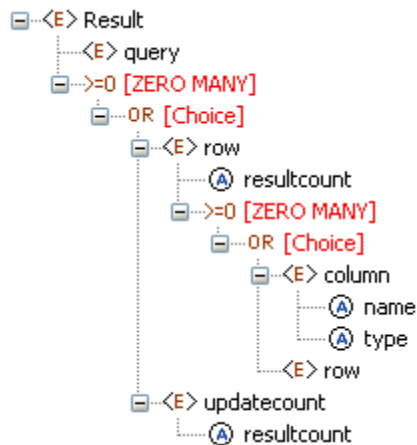 <E> Result
<E> query
>=0 [ZERO MANY]
OR [Choice]
<E> row
A resultcount
>=0 [ZERO MANY]
OR [Choice]
<E> column
A name
A type
<E> row
<E> updatecount
A resultcount